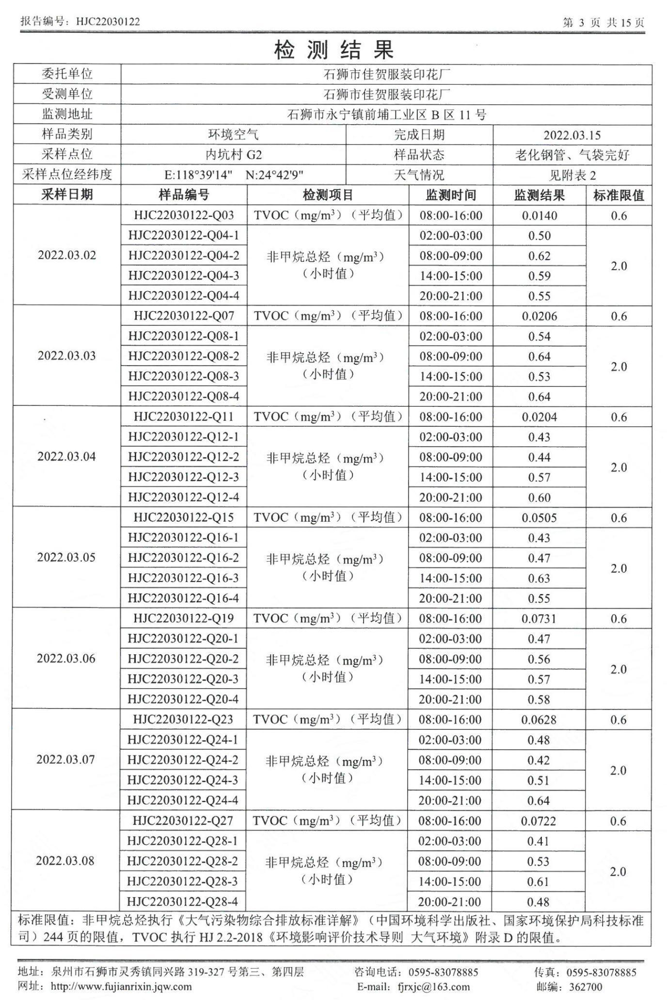 报告编号：HJC22030122 第 3 页 共 15 页
检 测 结 果
委托单位 石狮市佳贺服装印花厂
受测单位 石狮市佳贺服装印花厂
监测地址 石狮市永宁镇前埔工业区 B 区 11 号
样品类别 环境空气 完成日期 2022.03.15
采样点位 内坑村 G2 样品状态 老化钢管、气袋完好
采样点位经纬度 E:118°39'14" N:24°42'9" 天气情况 见附表 2
采样日期 样品编号 检测项目 监测时间 监测结果 标准限值
2022.03.02 HJC22030122-Q03 TVOC（mg/m³）（平均值） 08:00-16:00 0.0140 0.6
HJC22030122-Q04-1 非甲烷总烃（mg/m³） 02:00-03:00 0.50 2.0
（小时值）
HJC22030122-Q04-2 08:00-09:00 0.62
HJC22030122-Q04-3 14:00-15:00 0.59
HJC22030122-Q04-4 20:00-21:00 0.55
2022.03.03 HJC22030122-Q07 TVOC（mg/m³）（平均值） 08:00-16:00 0.0206 0.6
HJC22030122-Q08-1 非甲烷总烃（mg/m³） 02:00-03:00 0.54 2.0
（小时值）
HJC22030122-Q08-2 08:00-09:00 0.64
HJC22030122-Q08-3 14:00-15:00 0.53
HJC22030122-Q08-4 20:00-21:00 0.64
2022.03.04 HJC22030122-Q11 TVOC（mg/m³）（平均值） 08:00-16:00 0.0204 0.6
HJC22030122-Q12-1 非甲烷总烃（mg/m³） 02:00-03:00 0.43 2.0
（小时值）
HJC22030122-Q12-2 08:00-09:00 0.44
HJC22030122-Q12-3 14:00-15:00 0.57
HJC22030122-Q12-4 20:00-21:00 0.60
2022.03.05 HJC22030122-Q15 TVOC（mg/m³）（平均值） 08:00-16:00 0.0505 0.6
HJC22030122-Q16-1 非甲烷总烃（mg/m³） 02:00-03:00 0.43 2.0
（小时值）
HJC22030122-Q16-2 08:00-09:00 0.47
HJC22030122-Q16-3 14:00-15:00 0.63
HJC22030122-Q16-4 20:00-21:00 0.55
2022.03.06 HJC22030122-Q19 TVOC（mg/m³）（平均值） 08:00-16:00 0.0731 0.6
HJC22030122-Q20-1 非甲烷总烃（mg/m³） 02:00-03:00 0.47 2.0
（小时值）
HJC22030122-Q20-2 08:00-09:00 0.56
HJC22030122-Q20-3 14:00-15:00 0.57
HJC22030122-Q20-4 20:00-21:00 0.58
2022.03.07 HJC22030122-Q23 TVOC（mg/m³）（平均值） 08:00-16:00 0.0628 0.6
HJC22030122-Q24-1 非甲烷总烃（mg/m³） 02:00-03:00 0.48 2.0
（小时值）
HJC22030122-Q24-2 08:00-09:00 0.42
HJC22030122-Q24-3 14:00-15:00 0.51
HJC22030122-Q24-4 20:00-21:00 0.64
2022.03.08 HJC22030122-Q27 TVOC（mg/m³）（平均值） 08:00-16:00 0.0722 0.6
HJC22030122-Q28-1 非甲烷总烃（mg/m³） 02:00-03:00 0.41 2.0
（小时值）
HJC22030122-Q28-2 08:00-09:00 0.53
HJC22030122-Q28-3 14:00-15:00 0.61
HJC22030122-Q28-4 20:00-21:00 0.48
标准限值：非甲烷总烃执行《大气污染物综合排放标准详解》（中国环境科学出版社、国家环境保护局科技标准
司）244 页的限值，TVOC 执行 HJ 2.2-2018《环境影响评价技术导则 大气环境》附录 D 的限值。
地址：泉州市石狮市灵秀镇同兴路 319-327 号第三、第四层 咨询电话：0595-83078885 传真：0595-83078885
网址：http://www.fujianrixin.jqw.com E-mail：fjrxjc@163.com 邮编：362700